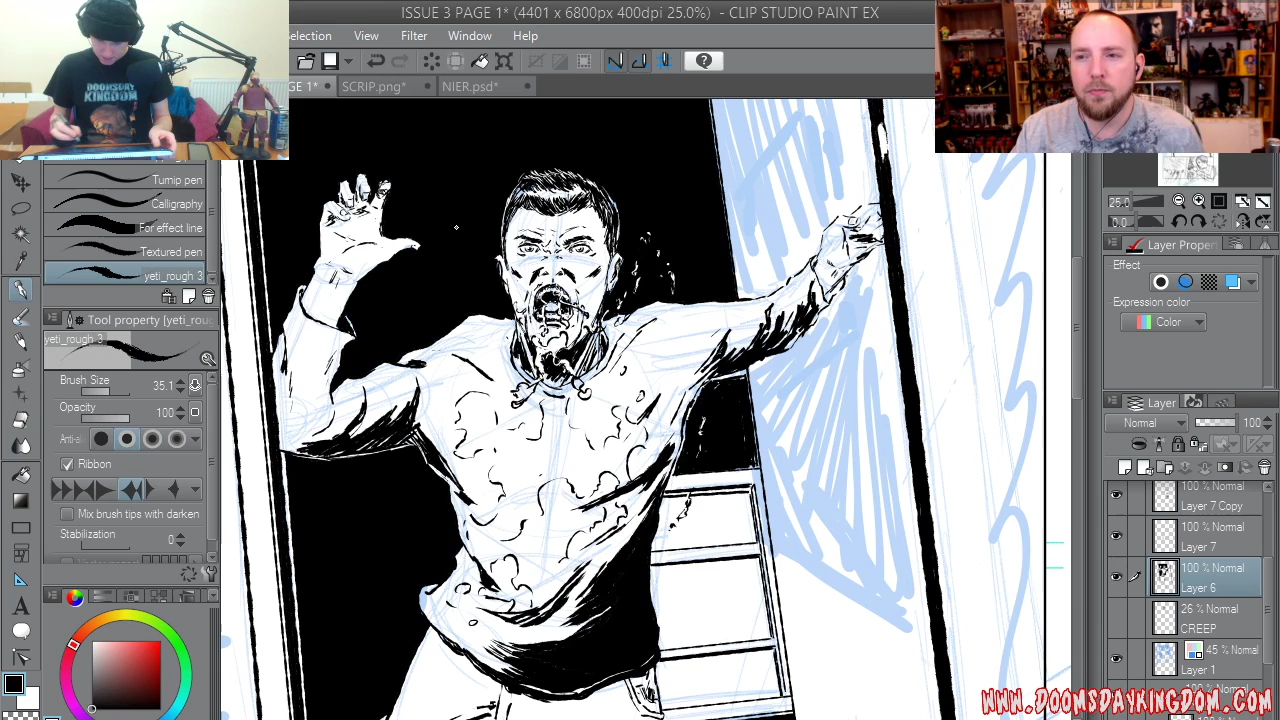 ISSUE 3 PAGE 1* (4401 x 6800px 400dpi 25.0%) - CLIP STUDIO PAINT EX
election View Filter Window Help
GE 1* SCRIP.png* NIER.psd*
DOOMSDAY
KINGDOM
Turnip pen
Calligraphy
For effect line
Textured pen
yeti_rough 3
Tool property [yeti_rou
yeti_rough 3
Brush Size 35.1
Opacity 100
Anti-al
Ribbon
Mix brush tips with darken
Stabilization 0
25.0
0.0
Layer Proper
Effect
Expression color
Color
Layer
Normal 100
100 % Normal
Layer 7 Copy
100 % Normal
Layer 7
100 % Normal
Layer 6
26 % Normal
CREEP
45 % Normal
Layer 1
WWW.DOOMSDAYKINGDOM.COM